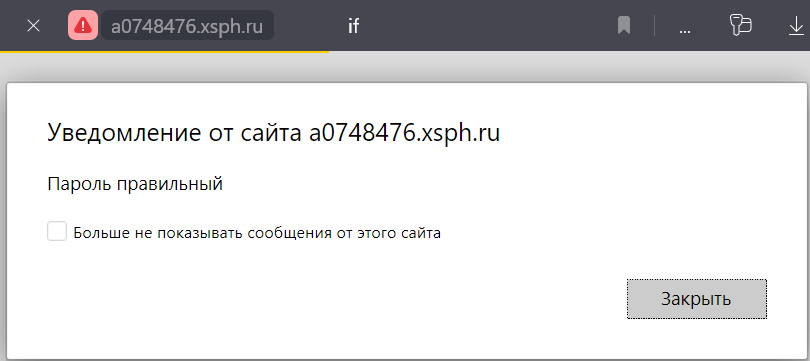 a0748476.xsph.ru if ...
Уведомление от сайта a0748476.xsph.ru
Пароль правильный
Больше не показывать сообщения от этого сайта
Закрыть